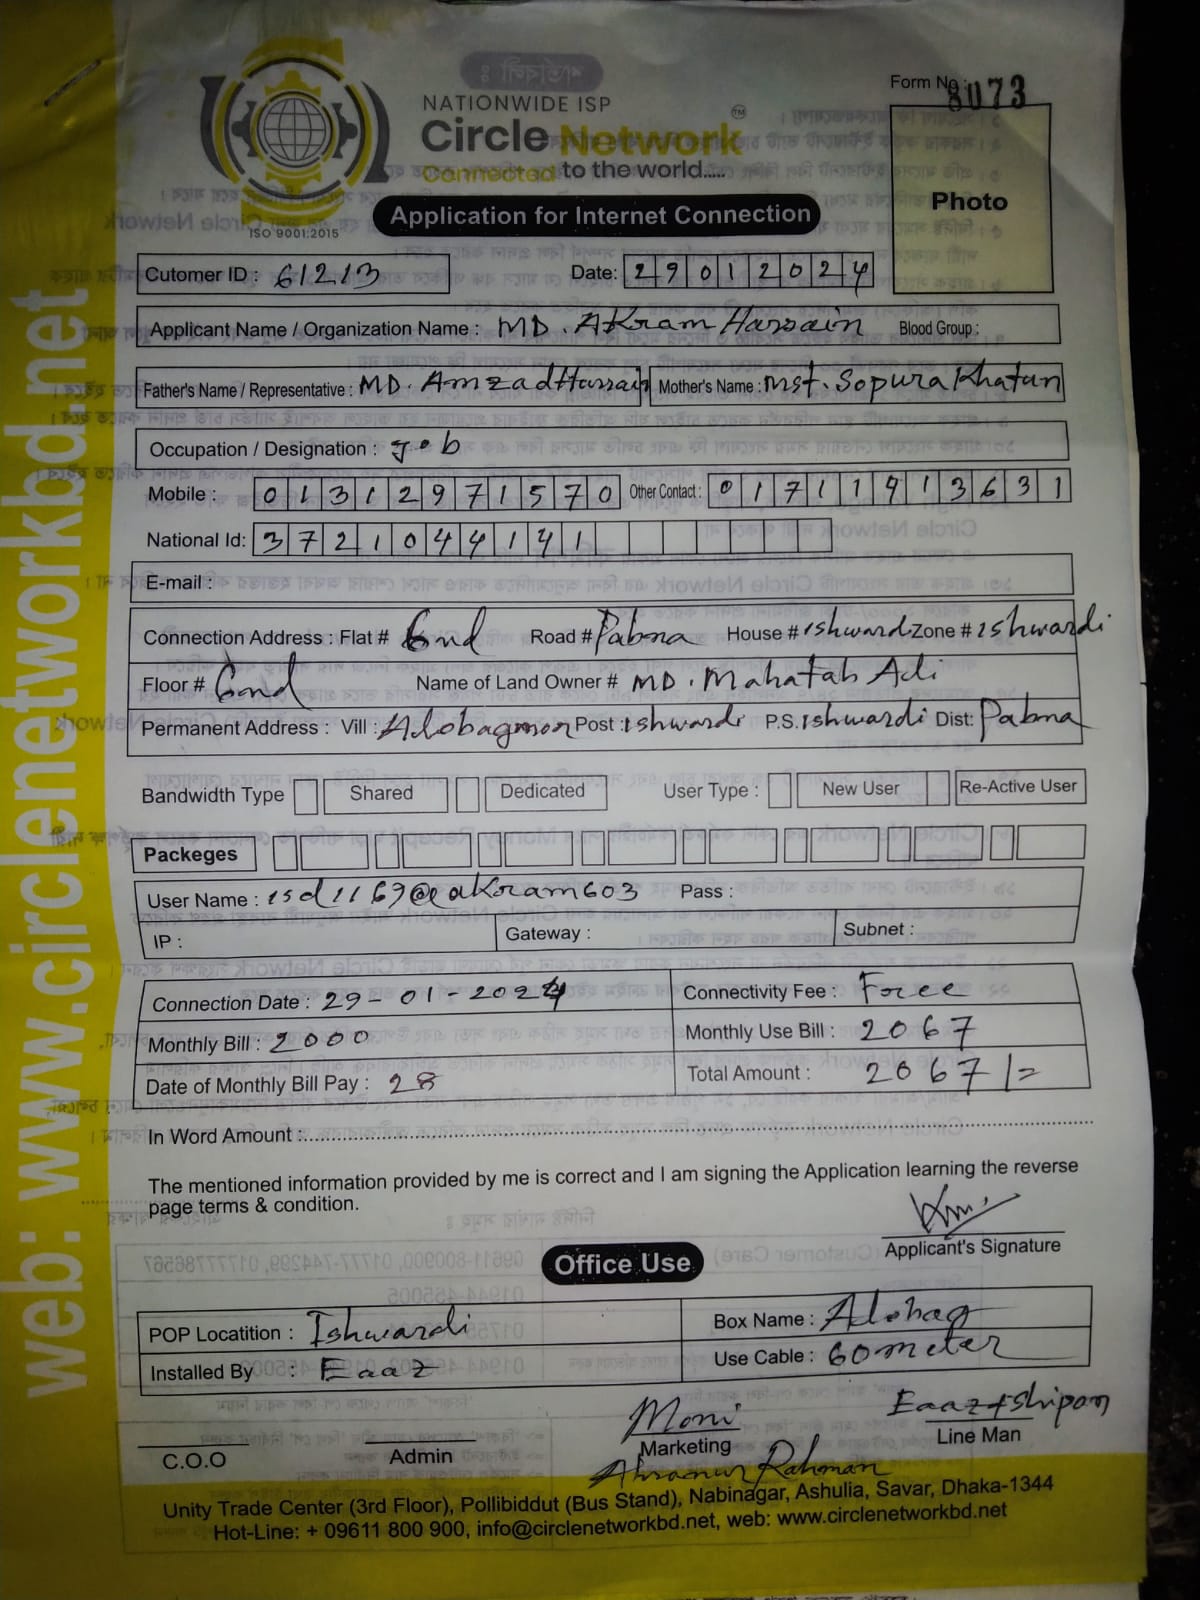 Form No : 8073
NATIONWIDE ISP
Circle Network™
Connected to the world.....
ISO 9001:2015
Photo
Application for Internet Connection
Cutomer ID : 61213 Date: 29012024
Applicant Name / Organization Name : MD. AKram Hossain Blood Group :
Father's Name / Representative : MD. Amzad Hossain Mother's Name : mst. Sopura Khatun
Occupation / Designation : job
Mobile : 01312971570 Other Contact : 01711413631
National Id: 3721044141
E-mail :
Connection Address : Flat # Gnd Road # Pabna House # ishwardi Zone # ishwardi
Floor # Gnd Name of Land Owner # MD. Mahatab Ali
Permanent Address : Vill : Post : ishwardi P.S. ishwardi Dist: Pabna
Bandwidth Type Shared Dedicated User Type : New User Re-Active User
Packeges
User Name : isd1169@akram603 Pass :
IP : Gateway : Subnet :
Connection Date : 29-01-2024 Connectivity Fee : Free
Monthly Bill : 2000 Monthly Use Bill : 2067
Date of Monthly Bill Pay : 28 Total Amount : 2067/=
In Word Amount :
The mentioned information provided by me is correct and I am signing the Application learning the reverse
page terms & condition.
Applicant's Signature
Office Use
POP Locatition : Ishwardi Box Name : Alobag
Installed By : Eaaz Use Cable : 60 meter
Moni Eaaz + Shipon
C.O.O Admin Marketing Line Man
Rahman
Unity Trade Center (3rd Floor), Pollibiddut (Bus Stand), Nabinagar, Ashulia, Savar, Dhaka-1344
Hot-Line: + 09611 800 900, info@circlenetworkbd.net, web: www.circlenetworkbd.net
web: www.circlenetworkbd.net